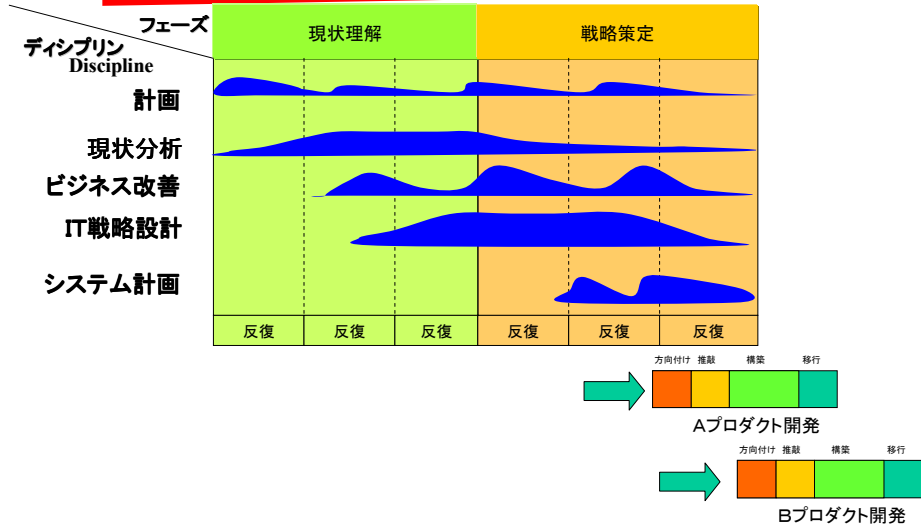 フェーズ
現状理解
戦略策定
ディシプリン
Discipline
計画
現状分析
ビジネス改善
IT戦略設計
システム計画
反復
反復
反復
反復
反復
反復
方向付け
推敲
構築
移行
Aプロダクト開発
方向付け
推敲
構築
移行
Bプロダクト開発